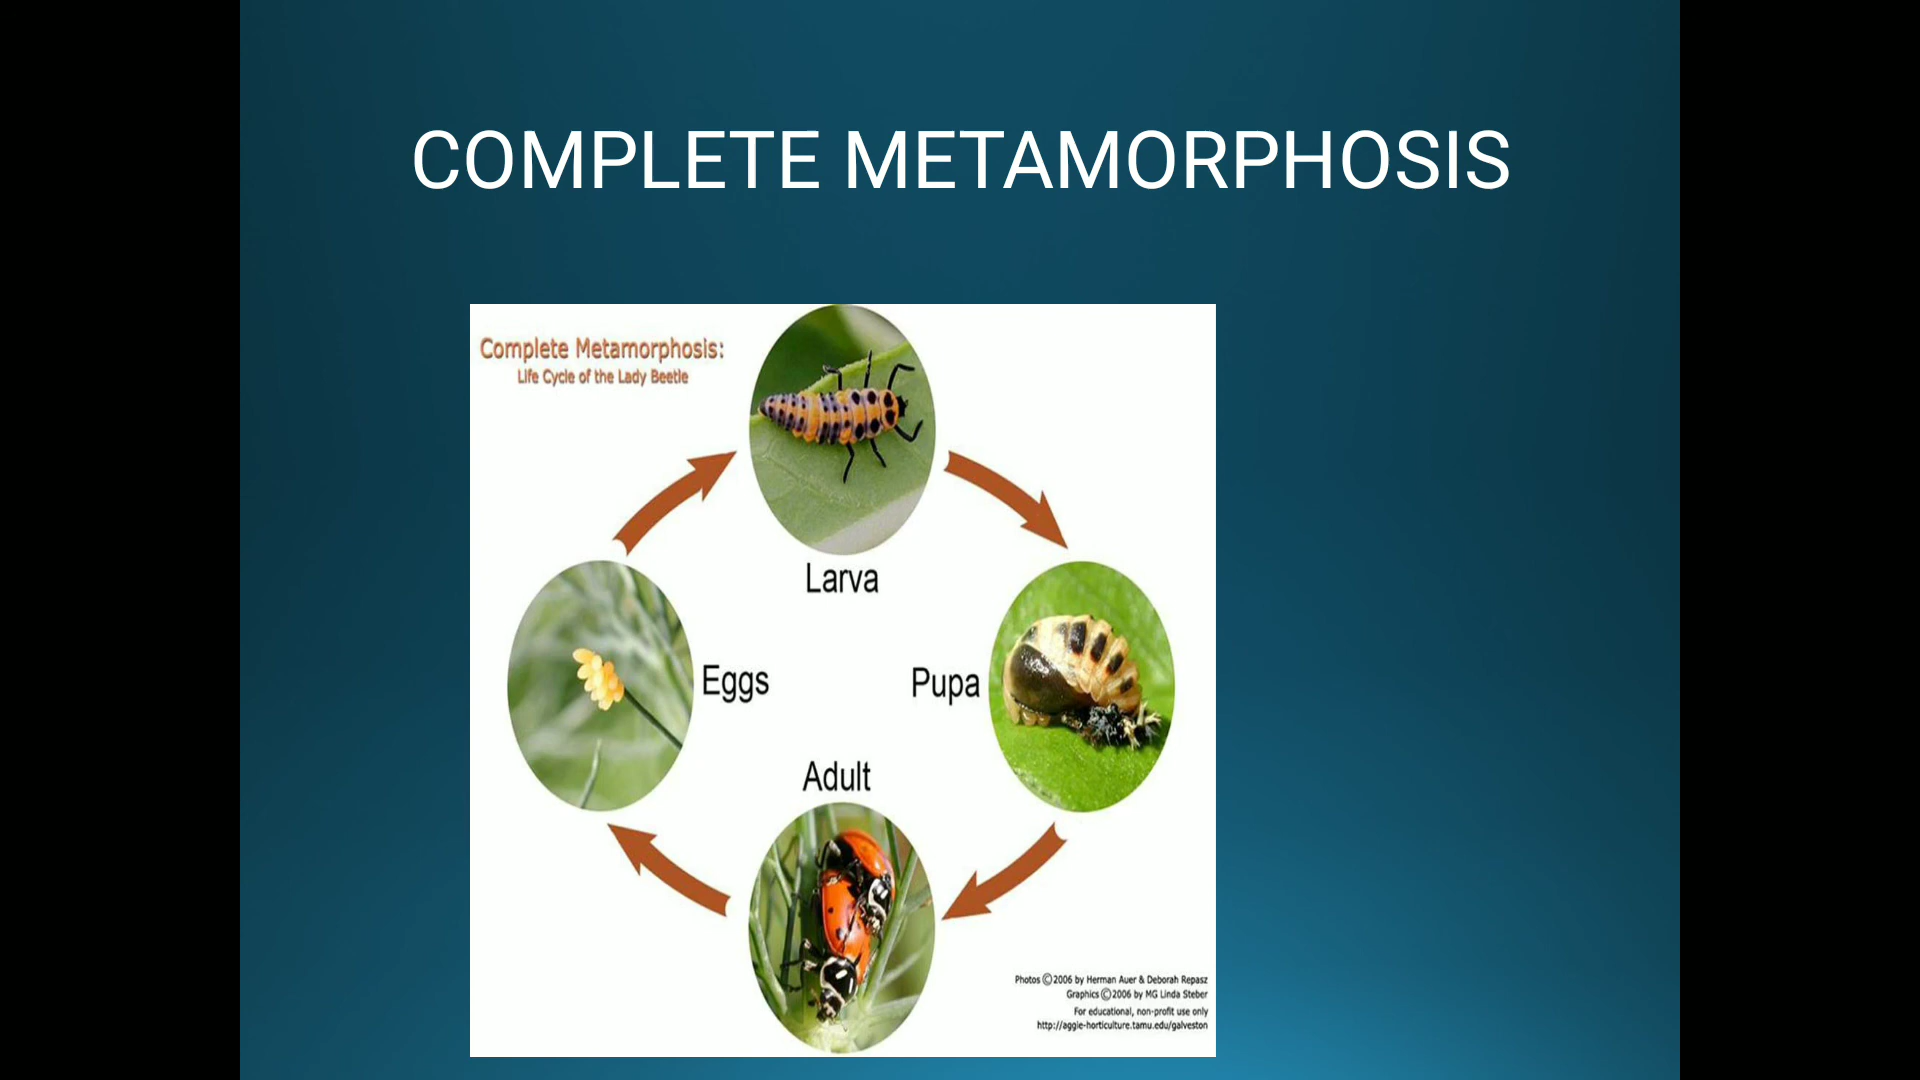 COMPLETE METAMORPHOSIS
Complete Metamorphosis:
Life Cycle of the Lady Beetle
Larva
Eggs
Pupa
Adult
Photos ©2006 by Herman Auer & Deborah Repasz
Graphics ©2006 by MG Linda Steber
For educational, non-profit use only
http://aggie-horticulture.tamu.edu/galveston